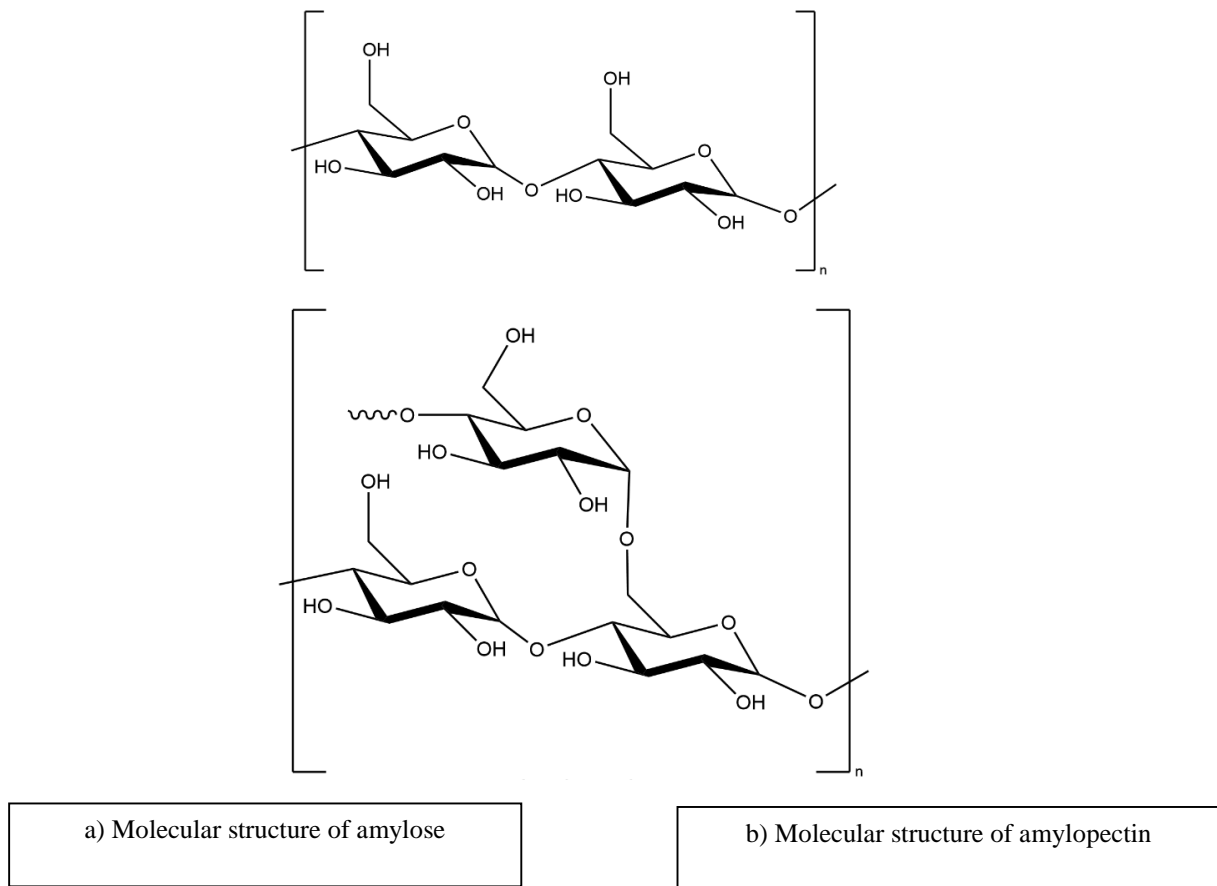 OH
OH
O
O
HO
OH
O
HO
OH
O
n
OH
O
O
HO
OH
OH
O
O
O
HO
OH
O
HO
OH
O
n
a) Molecular structure of amylose
b) Molecular structure of amylopectin